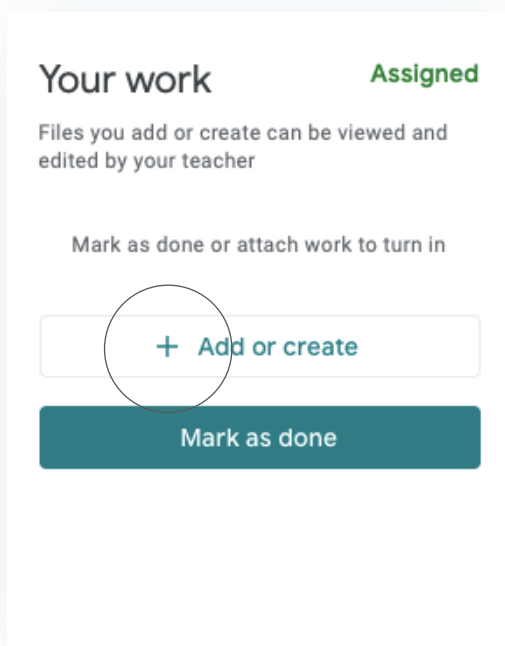 Your work
Assigned
Files you add or create can be viewed and
edited by your teacher
Mark as done or attach work to turn in
+ Add or create
Mark as done